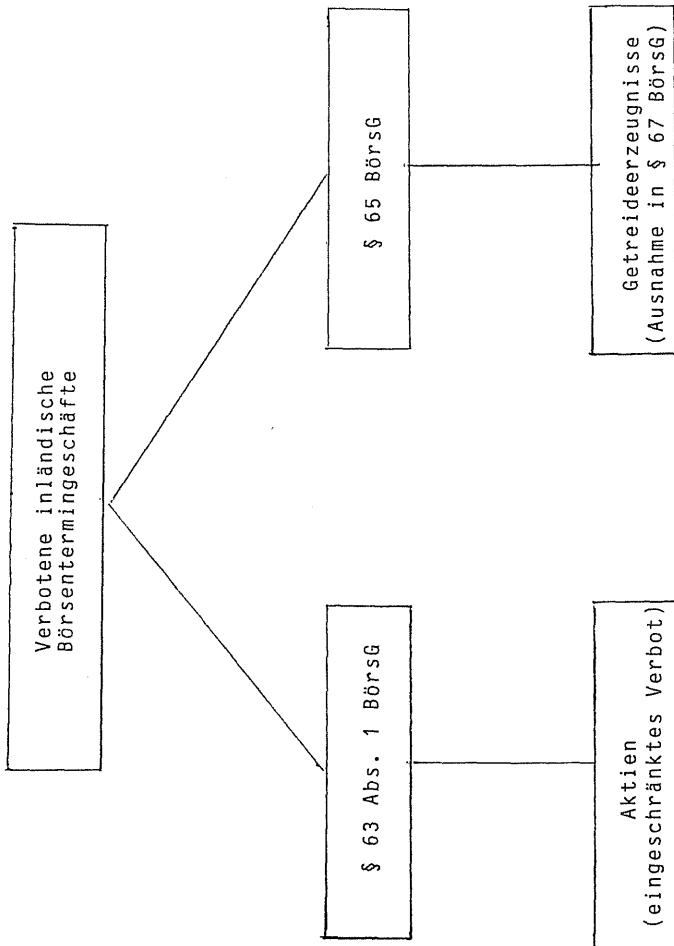 Verbotene inländische
Börsentermingeschäfte
§ 63 Abs. 1 BörsG
§ 65 BörsG
Aktien
(eingeschränktes Verbot)
Getreideerzeugnisse
(Ausnahme in § 67 BörsG)